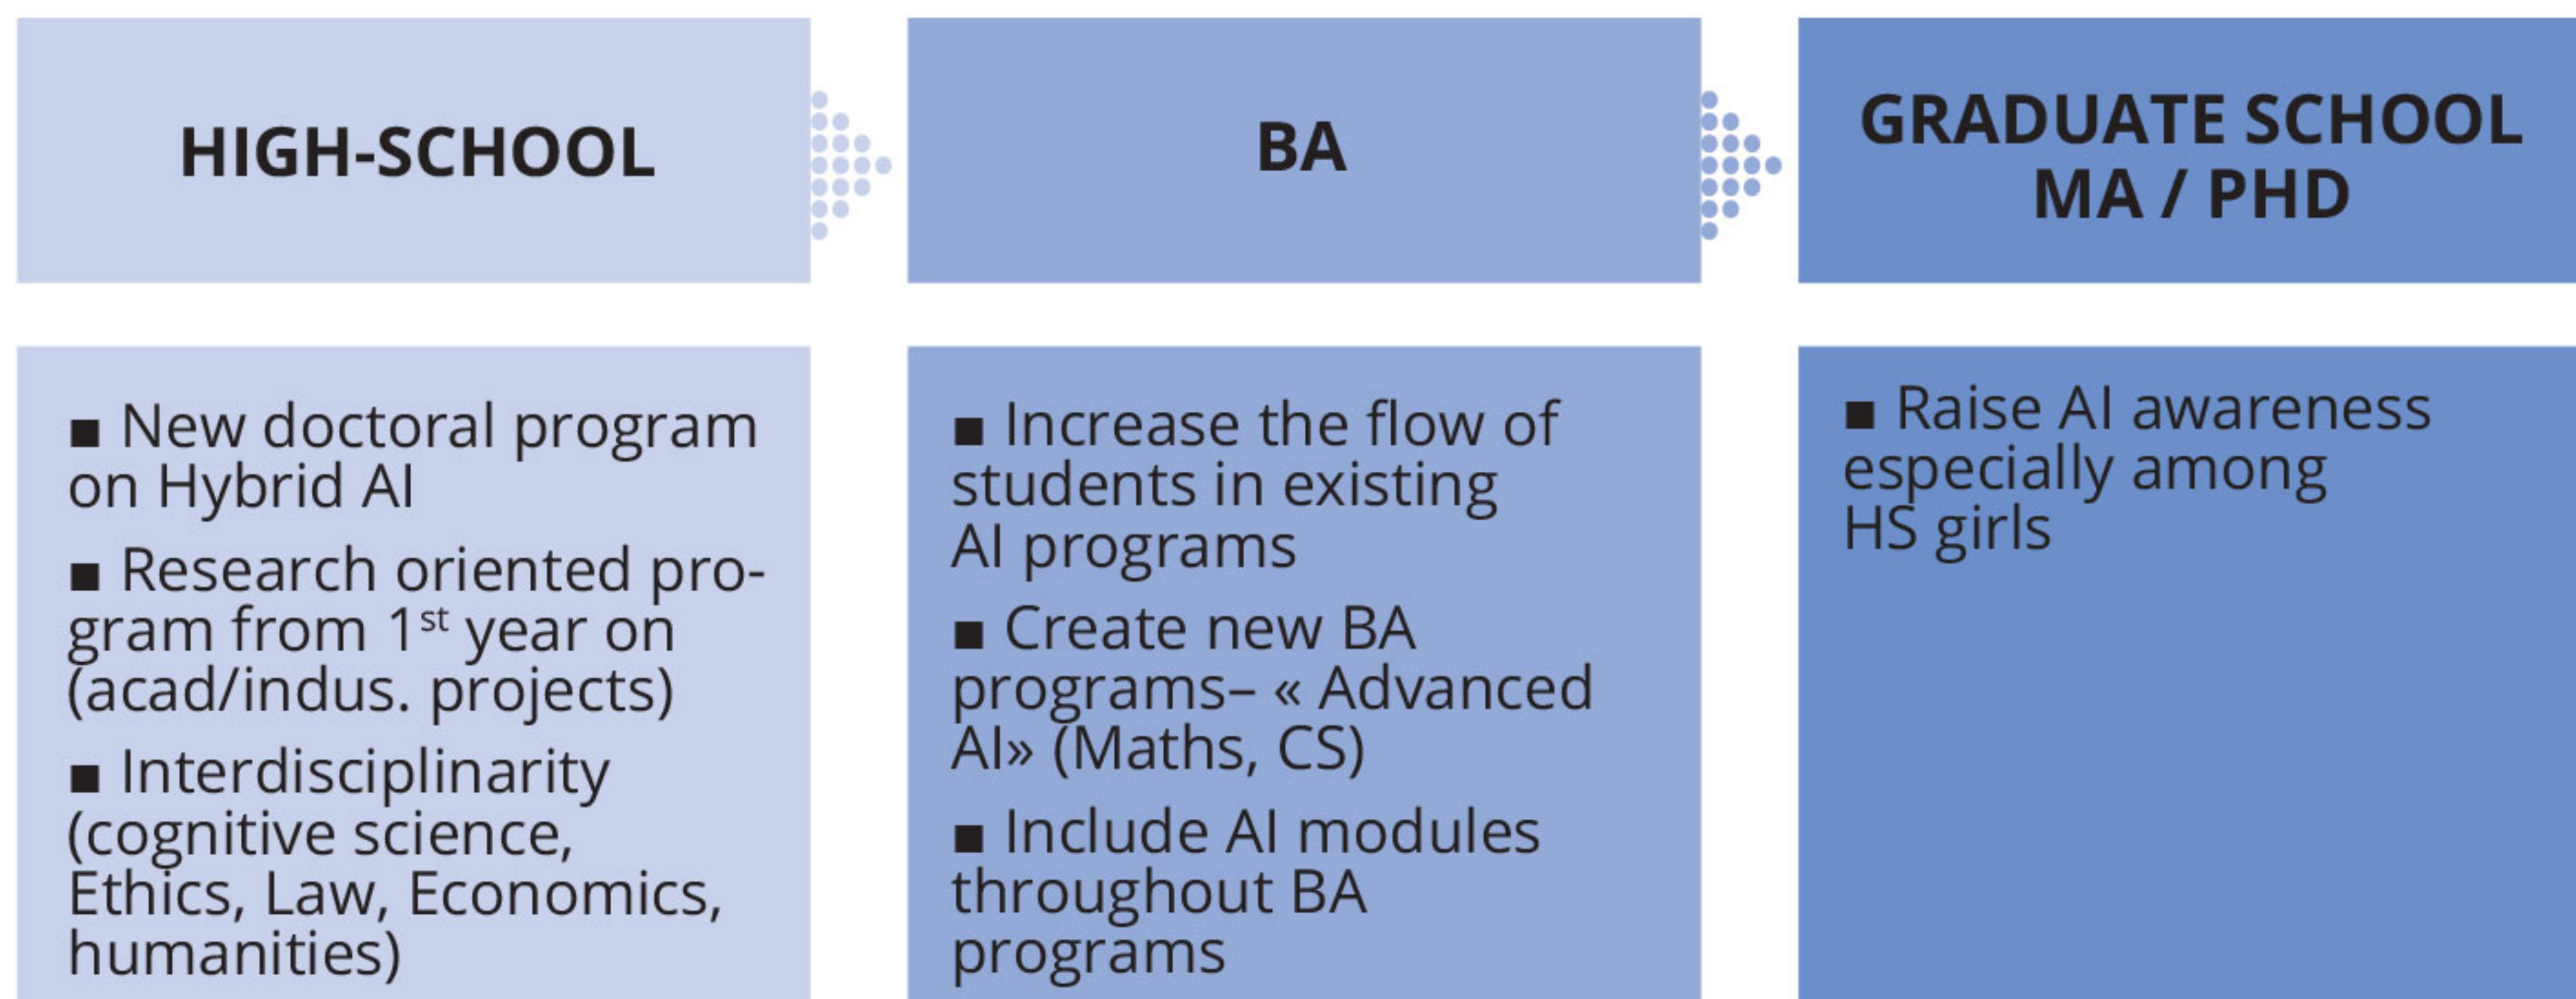 HIGH-SCHOOL
■ New doctoral program
on Hybrid AI
■ Research oriented pro-
gram from 1st year on
(acad/indus. projects)
■ Interdisciplinarity
(cognitive science,
Ethics, Law, Economics,
humanities)
BA
■ Increase the flow of
students in existing
AI programs
■ Create new BA
programs– « Advanced
AI» (Maths, CS)
■ Include AI modules
throughout BA
programs
GRADUATE SCHOOL
MA / PHD
■ Raise AI awareness
especially among
HS girls